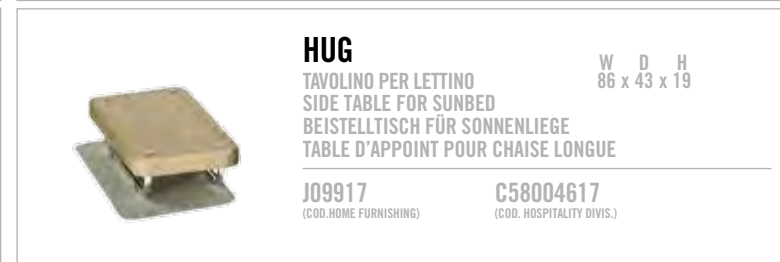 HUG
W D H
86 x 43 x 19
TAVOLINO PER LETTINO
SIDE TABLE FOR SUNBED
BEISTELLTISCH FÜR SONNENLIEGE
TABLE D'APPOINT POUR CHAISE LONGUE
J09917
(COD.HOME FURNISHING)
C58004617
(COD. HOSPITALITY DIVIS.)